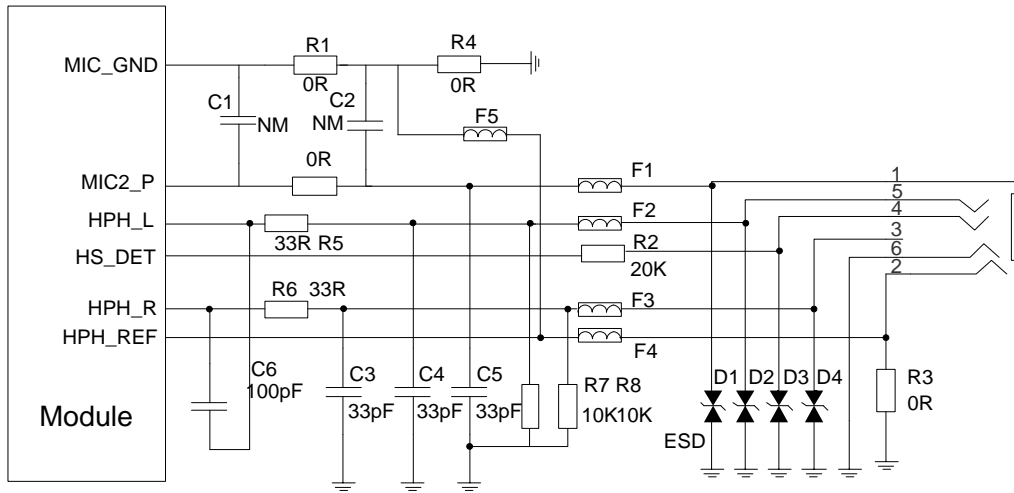 R1
R4
MIC_GND
0R
0R
C1
C2
NM
NM
F5
0R
F1
MIC2_P
1
5
HPH_L
F2
4
33R R5
R2
3
HS_DET
20K
6
2
R6 33R
F3
HPH_R
HPH_REF
F4
C6
100pF
C3
C4
C5
R7 R8
D1 D2 D3 D4
R3
33pF
33pF
33pF
10K10K
0R
Module
ESD